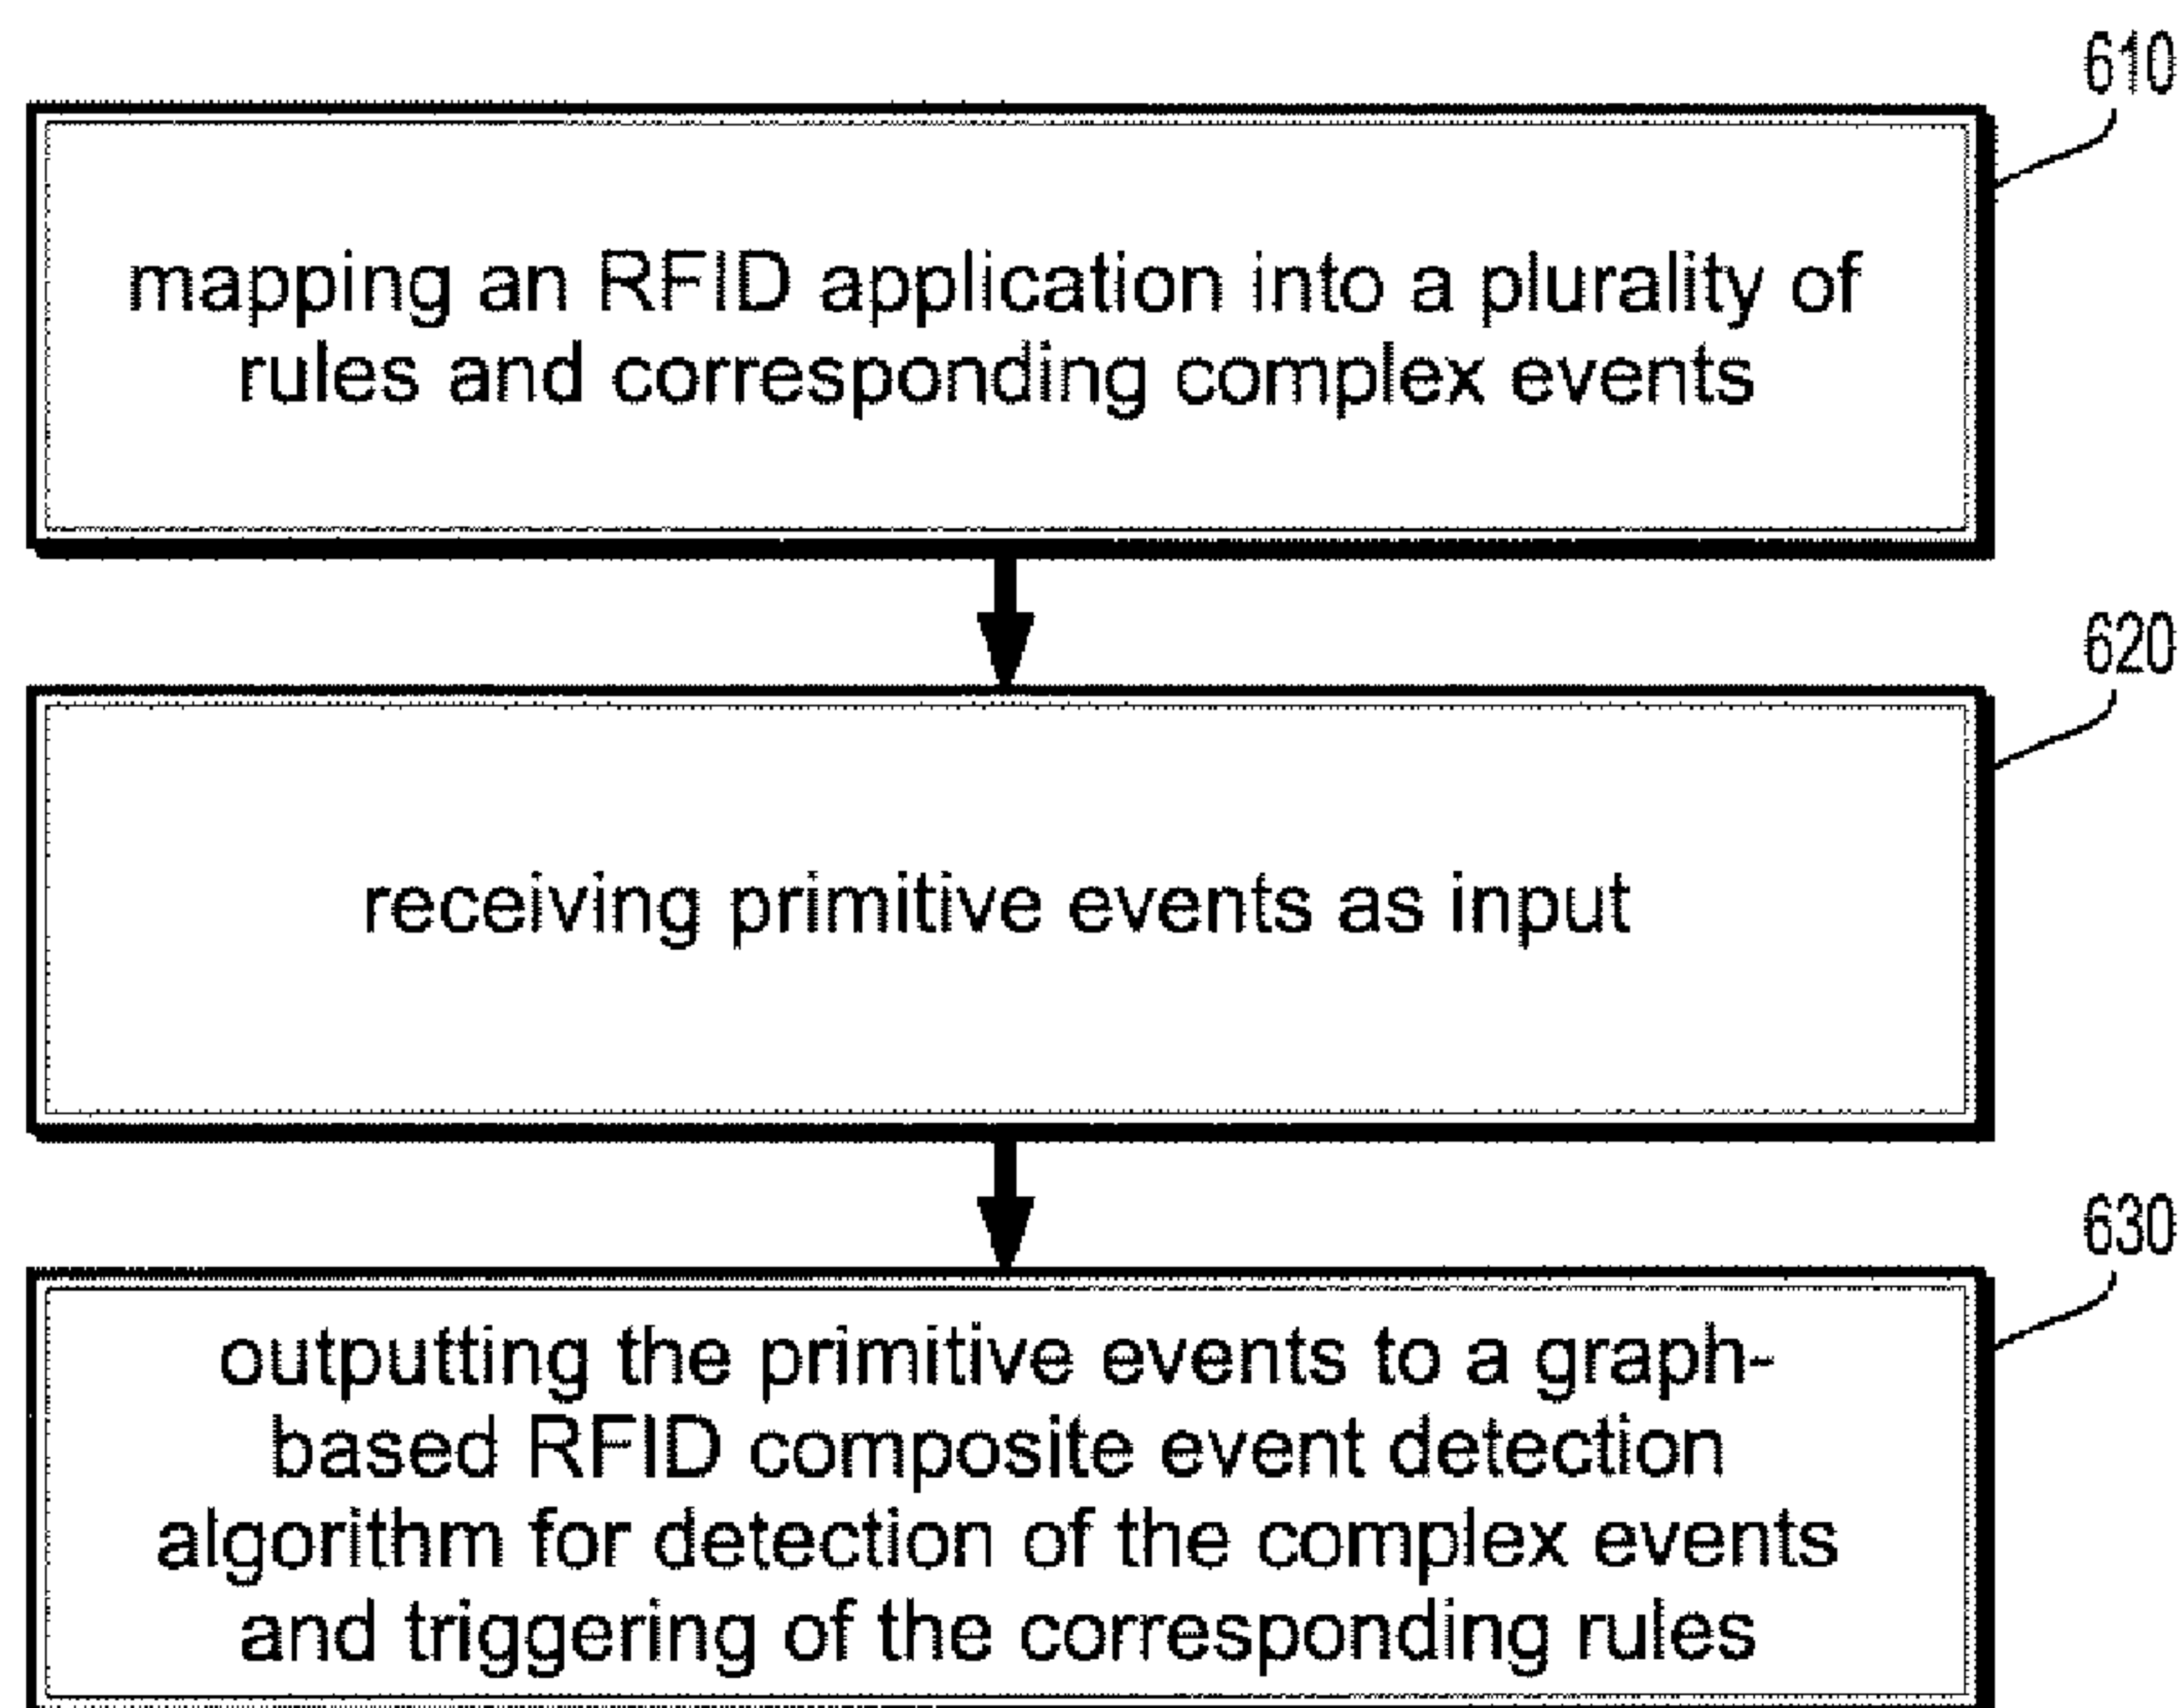 610
mapping an RFID application into a plurality of
rules and corresponding complex events
620
receiving primitive events as input
630
outputting the primitive events to a graph-
based RFID composite event detection
algorithm for detection of the complex events
and triggering of the corresponding rules